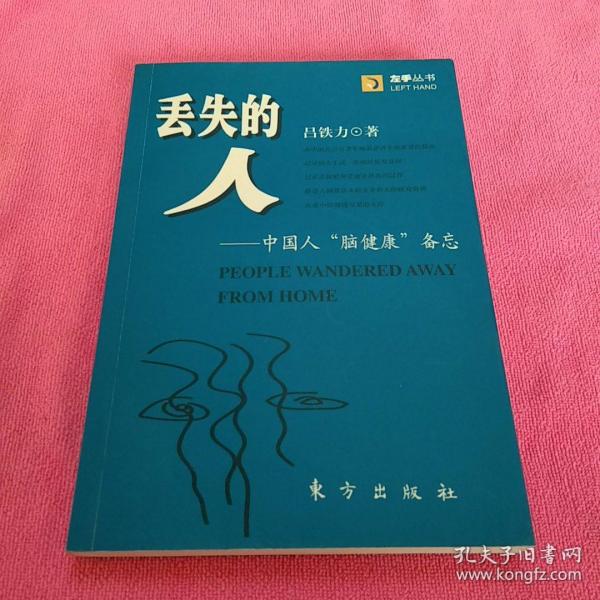 左手丛书
LEFT HAND
丢失的
人
吕铁力⊙著
——中国人“脑健康”备忘
PEOPLE WANDERED AWAY
FROM HOME
東方出版社
孔夫子旧书网
www.kongfz.com